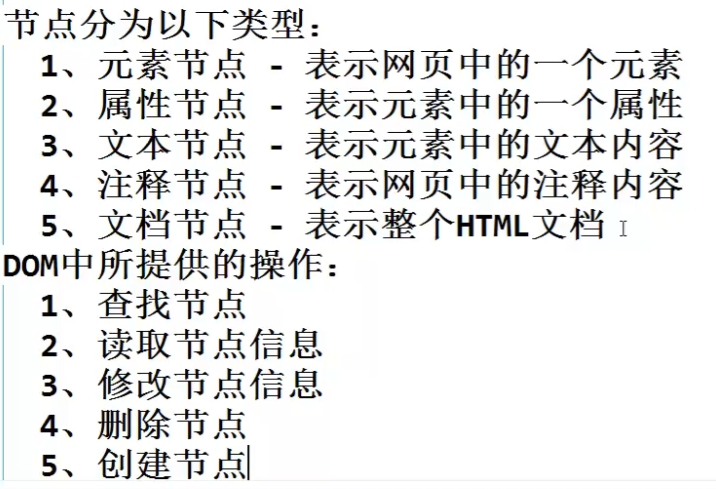 节点分为以下类型：
1、元素节点 - 表示网页中的一个元素
2、属性节点 - 表示元素中的一个属性
3、文本节点 - 表示元素中的文本内容
4、注释节点 - 表示网页中的注释内容
5、文档节点 - 表示整个HTML文档
DOM中所提供的操作：
1、查找节点
2、读取节点信息
3、修改节点信息
4、删除节点
5、创建节点